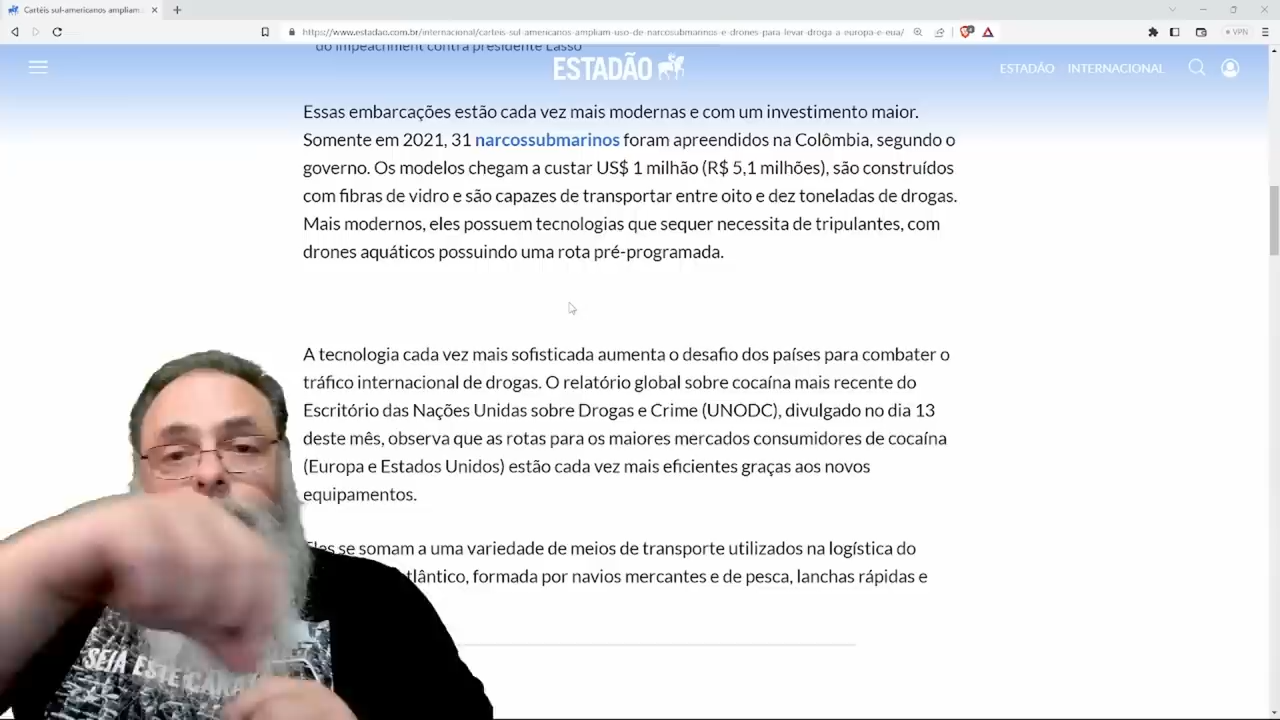 Cartéis sul-americanos ampliam
https://www.estadao.com.br/internacional/carteis-sul-americanos-ampliam-uso-de-narcosubmarinos-e-drones-para-levar-droga-a-europa-e-eua/
VPN
do impeachment contra presidente Lasso
ESTADÃO
ESTADÃO INTERNACIONAL
Essas embarcações estão cada vez mais modernas e com um investimento maior.
Somente em 2021, 31 narcossubmarinos foram apreendidos na Colômbia, segundo o
governo. Os modelos chegam a custar US$ 1 milhão (R$ 5,1 milhões), são construídos
com fibras de vidro e são capazes de transportar entre oito e dez toneladas de drogas.
Mais modernos, eles possuem tecnologias que sequer necessita de tripulantes, com
drones aquáticos possuindo uma rota pré-programada.
A tecnologia cada vez mais sofisticada aumenta o desafio dos países para combater o
tráfico internacional de drogas. O relatório global sobre cocaína mais recente do
Escritório das Nações Unidas sobre Drogas e Crime (UNODC), divulgado no dia 13
deste mês, observa que as rotas para os maiores mercados consumidores de cocaína
(Europa e Estados Unidos) estão cada vez mais eficientes graças aos novos
equipamentos.
Eles se somam a uma variedade de meios de transporte utilizados na logística do
tlântico, formada por navios mercantes e de pesca, lanchas rápidas e
SEJA ESTE CARA